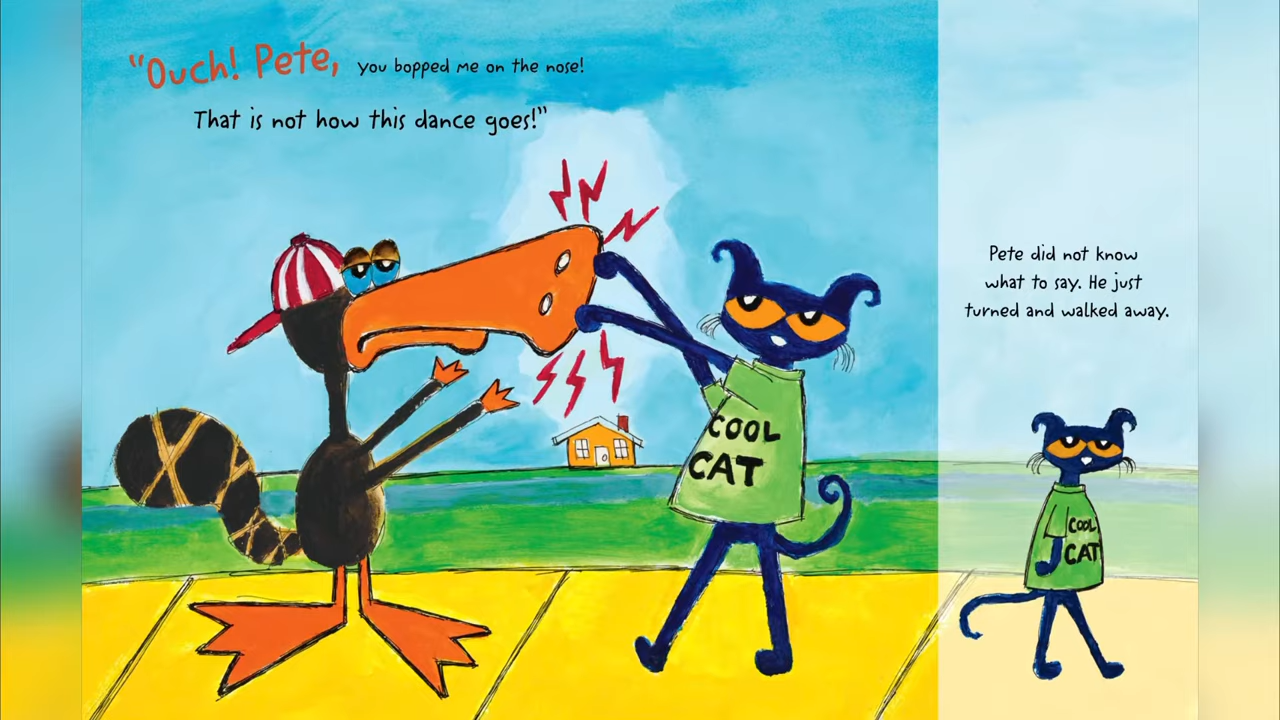 “Ouch! Pete, you bopped me on the nose!
That is not how this dance goes!”
COOL
CAT
Pete did not know
what to say. He just
turned and walked away.
COOL
CAT